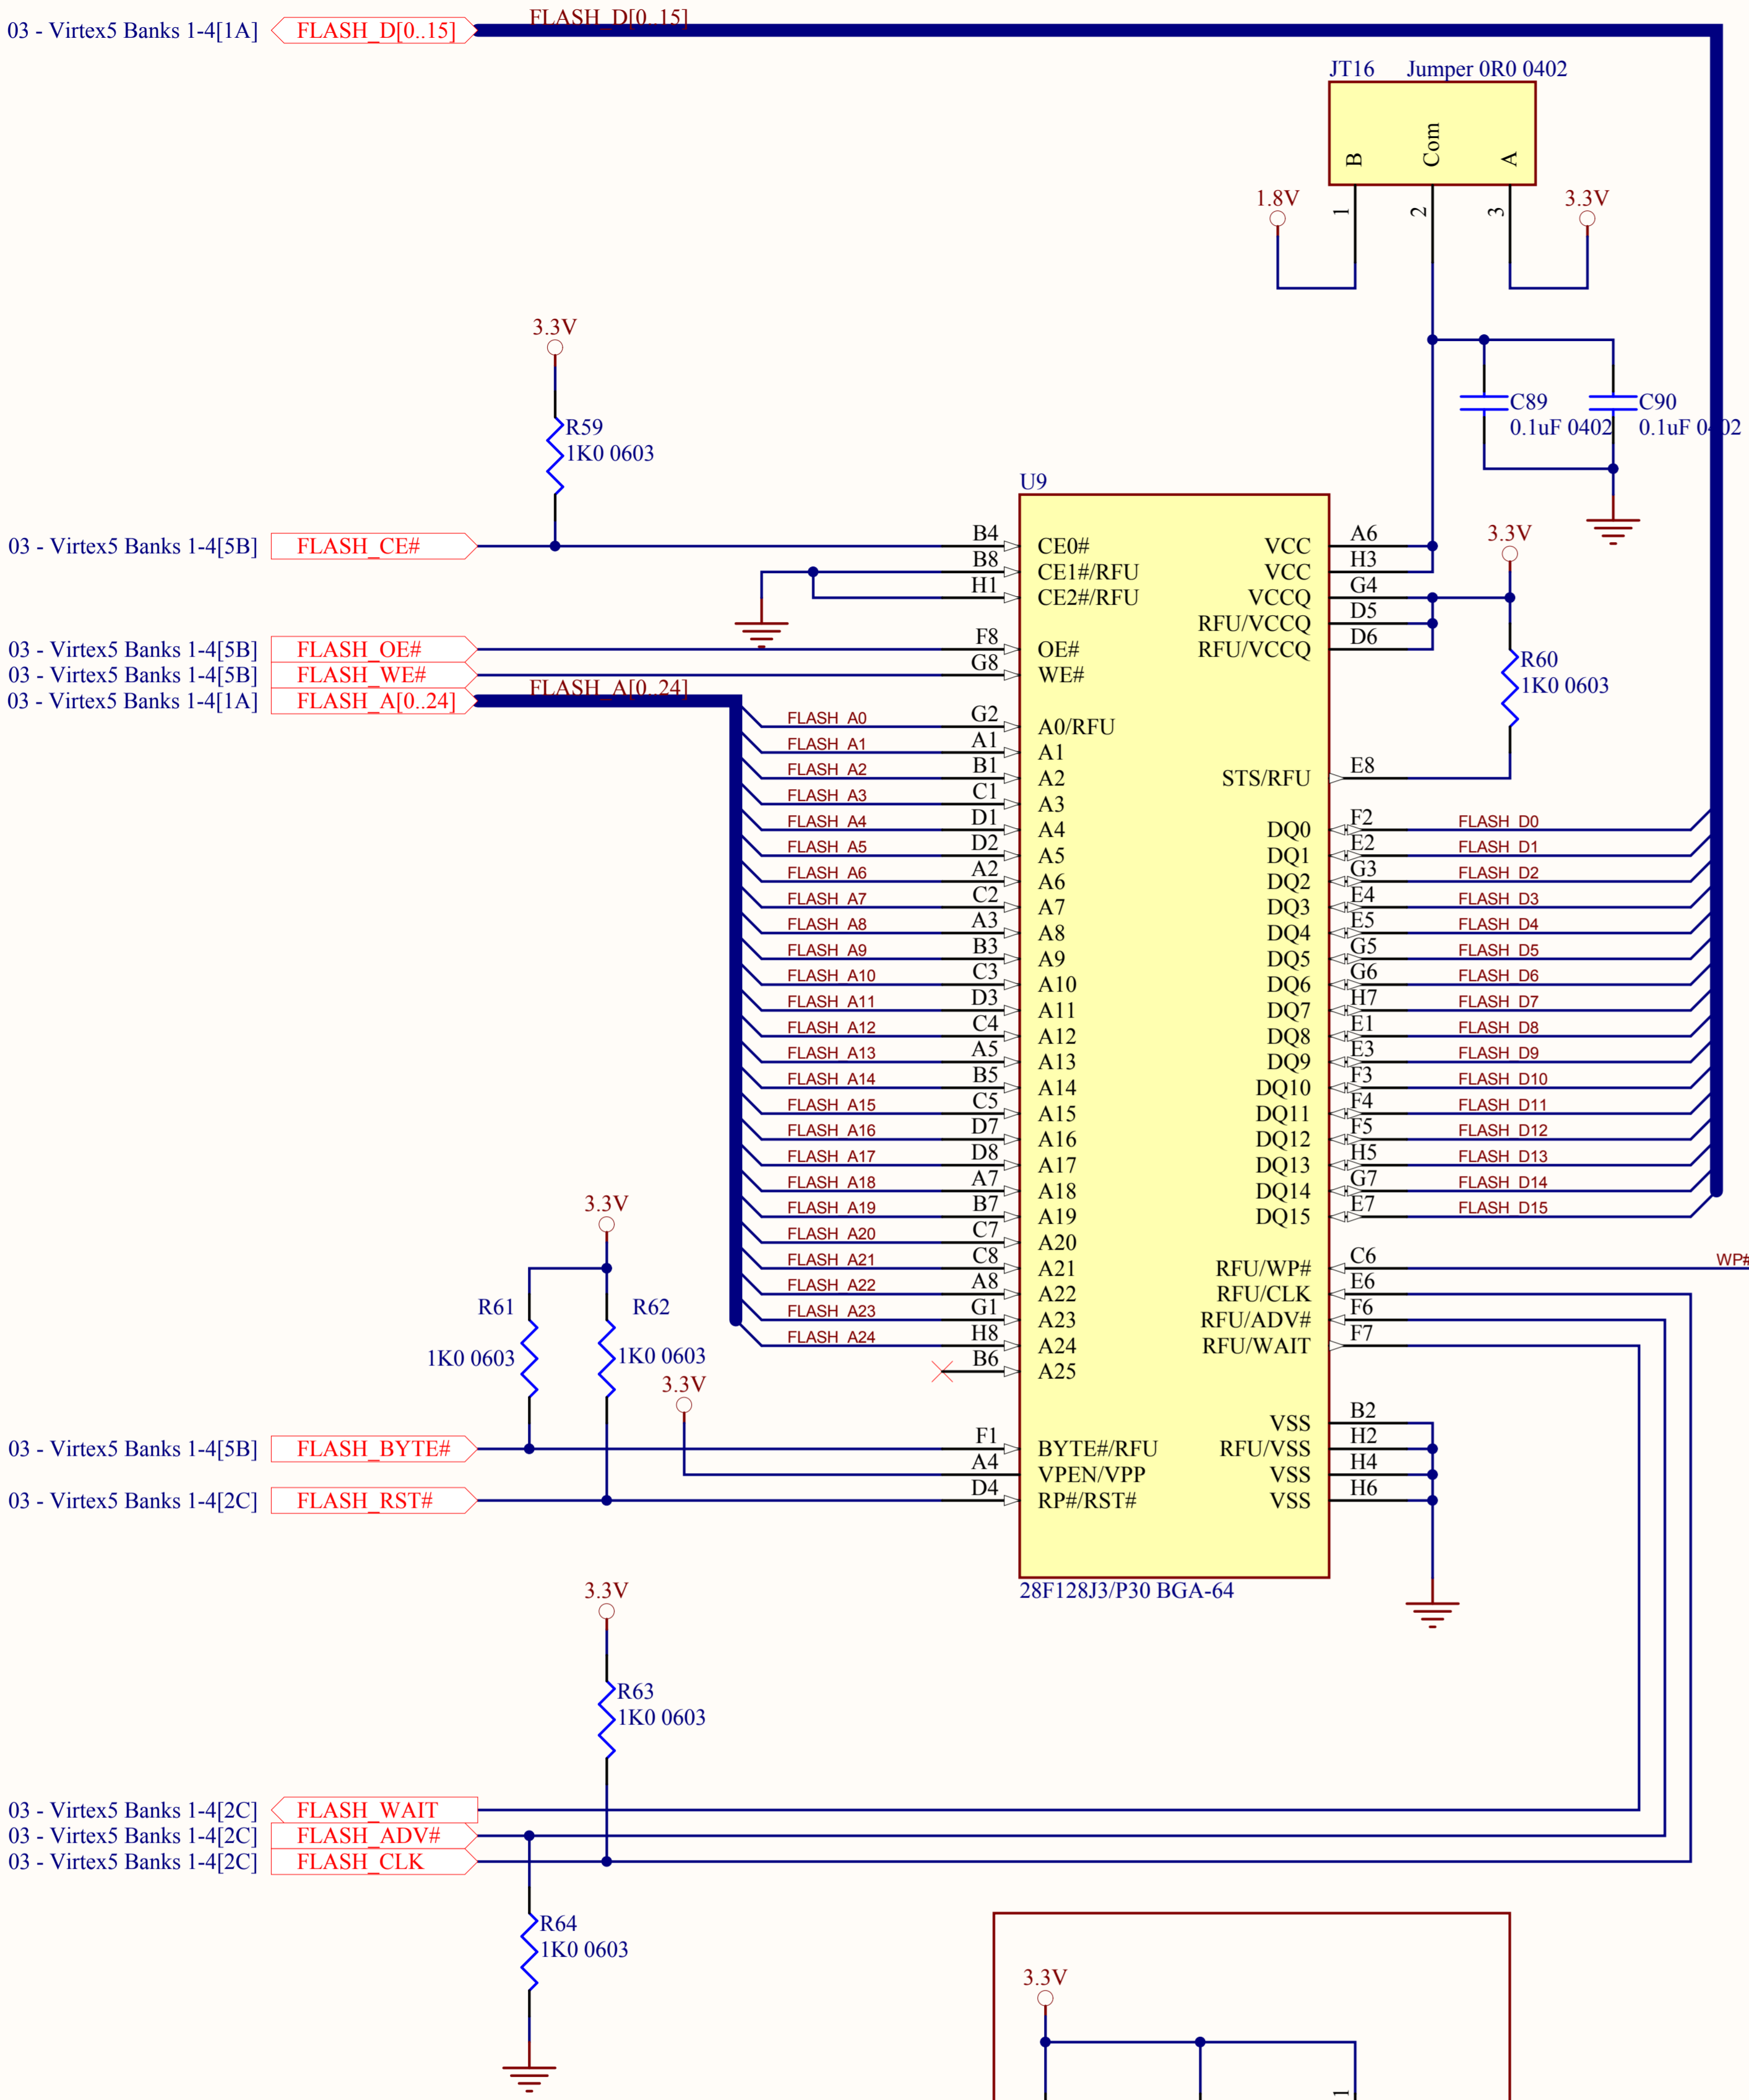 03 - Virtex5 Banks 1-4[1A] FLASH_D[0..15] FLASH_D[0..15]
JT16 Jumper 0R0 0402
B Com A
1 2 3
1.8V 3.3V
3.3V
R59
1K0 0603
C89
0.1uF 0402
C90
0.1uF 0402
U9
03 - Virtex5 Banks 1-4[5B] FLASH_CE# B4 CE0# VCC A6
B8 CE1#/RFU VCC H3
3.3V
H1 CE2#/RFU VCCQ G4
RFU/VCCQ D5
03 - Virtex5 Banks 1-4[5B] FLASH_OE# F8 OE# RFU/VCCQ D6
03 - Virtex5 Banks 1-4[5B] FLASH_WE# G8 WE#
R60
1K0 0603
03 - Virtex5 Banks 1-4[1A] FLASH_A[0..24] FLASH_A[0..24]
FLASH_A0 G2 A0/RFU
FLASH_A1 A1 A1
FLASH_A2 B1 A2 STS/RFU E8
FLASH_A3 C1 A3
FLASH_A4 D1 A4 DQ0 F2 FLASH_D0
FLASH_A5 D2 A5 DQ1 E2 FLASH_D1
FLASH_A6 A2 A6 DQ2 G3 FLASH_D2
FLASH_A7 C2 A7 DQ3 E4 FLASH_D3
FLASH_A8 A3 A8 DQ4 E5 FLASH_D4
FLASH_A9 B3 A9 DQ5 G5 FLASH_D5
FLASH_A10 C3 A10 DQ6 G6 FLASH_D6
FLASH_A11 D3 A11 DQ7 H7 FLASH_D7
FLASH_A12 C4 A12 DQ8 E1 FLASH_D8
FLASH_A13 A5 A13 DQ9 E3 FLASH_D9
FLASH_A14 B5 A14 DQ10 F3 FLASH_D10
FLASH_A15 C5 A15 DQ11 F4 FLASH_D11
FLASH_A16 D7 A16 DQ12 F5 FLASH_D12
FLASH_A17 D8 A17 DQ13 H5 FLASH_D13
FLASH_A18 A7 A18 DQ14 G7 FLASH_D14
FLASH_A19 B7 A19 DQ15 E7 FLASH_D15
FLASH_A20 C7 A20
FLASH_A21 C8 A21 RFU/WP# C6 WP#
FLASH_A22 A8 A22 RFU/CLK E6
FLASH_A23 G1 A23 RFU/ADV# F6
FLASH_A24 H8 A24 RFU/WAIT F7
B6 A25
3.3V
R61 R62
1K0 0603 1K0 0603
3.3V
VSS B2
03 - Virtex5 Banks 1-4[5B] FLASH_BYTE# F1 BYTE#/RFU RFU/VSS H2
A4 VPEN/VPP VSS H4
03 - Virtex5 Banks 1-4[2C] FLASH_RST# D4 RP#/RST# VSS H6
28F128J3/P30 BGA-64
3.3V
R63
1K0 0603
03 - Virtex5 Banks 1-4[2C] FLASH_WAIT
03 - Virtex5 Banks 1-4[2C] FLASH_ADV#
03 - Virtex5 Banks 1-4[2C] FLASH_CLK
R64
1K0 0603
3.3V
1